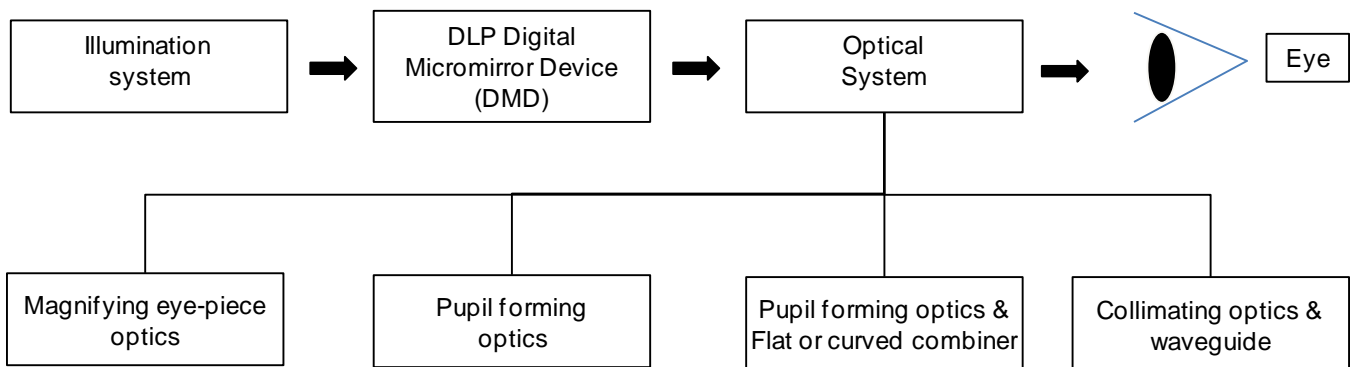 Illumination
system
DLP Digital
Micromirror Device
(DMD)
Optical
System
Eye
Magnifying eye-piece
optics
Pupil forming
optics
Pupil forming optics &
Flat or curved combiner
Collimating optics &
waveguide